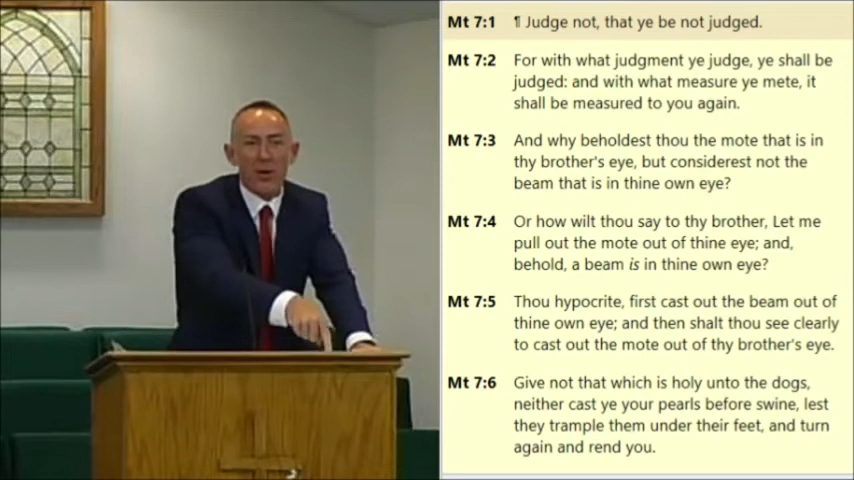 Mt 7:1 ¶ Judge not, that ye be not judged.
Mt 7:2 For with what judgment ye judge, ye shall be
judged: and with what measure ye mete, it
shall be measured to you again.
Mt 7:3 And why beholdest thou the mote that is in
thy brother's eye, but considerest not the
beam that is in thine own eye?
Mt 7:4 Or how wilt thou say to thy brother, Let me
pull out the mote out of thine eye; and,
behold, a beam is in thine own eye?
Mt 7:5 Thou hypocrite, first cast out the beam out of
thine own eye; and then shalt thou see clearly
to cast out the mote out of thy brother's eye.
Mt 7:6 Give not that which is holy unto the dogs,
neither cast ye your pearls before swine, lest
they trample them under their feet, and turn
again and rend you.